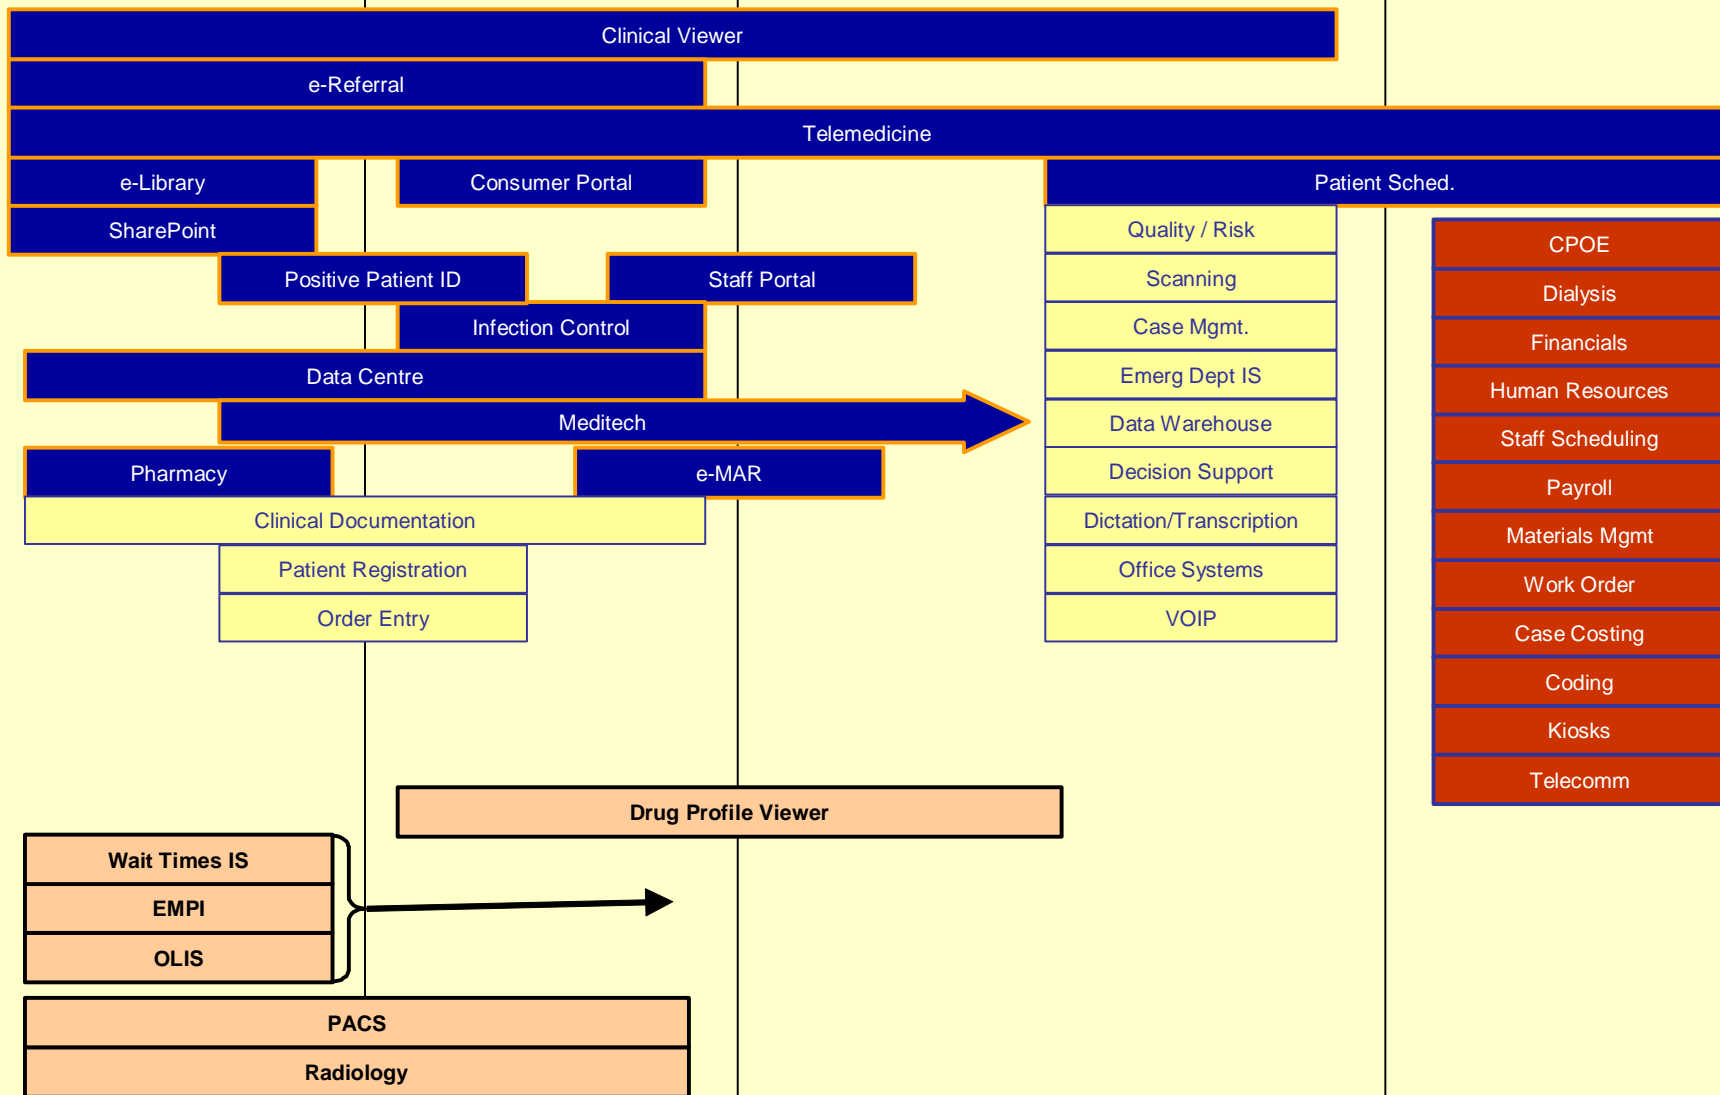 Clinical Viewer
e-Referral
Telemedicine
e-Library
Consumer Portal
Patient Sched.
SharePoint
Quality / Risk
CPOE
Positive Patient ID
Staff Portal
Scanning
Dialysis
Infection Control
Case Mgmt.
Financials
Data Centre
Emerg Dept IS
Human Resources
Meditech
Data Warehouse
Staff Scheduling
Pharmacy
e-MAR
Decision Support
Payroll
Clinical Documentation
Dictation/Transcription
Materials Mgmt
Patient Registration
Office Systems
Work Order
Order Entry
VOIP
Case Costing
Coding
Kiosks
Telecomm
Drug Profile Viewer
Wait Times IS
EMPI
OLIS
PACS
Radiology